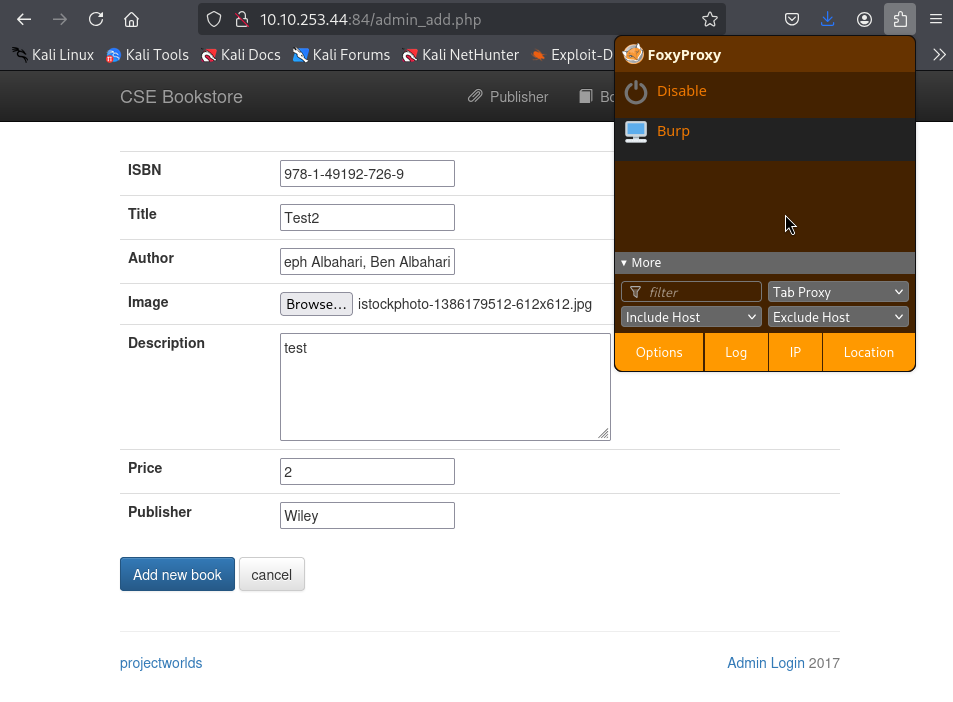 10.10.253.44:84/admin_add.php
Kali Linux Kali Tools Kali Docs Kali Forums Kali NetHunter Exploit-D
FoxyProxy
Disable
Burp
More
filter Tab Proxy
Include Host Exclude Host
Options Log IP Location
CSE Bookstore Publisher Bo
ISBN 978-1-49192-726-9
Title Test2
Author eph Albahari, Ben Albahari
Image Browse... istockphoto-1386179512-612x612.jpg
Description test
Price 2
Publisher Wiley
Add new book cancel
projectworlds Admin Login 2017